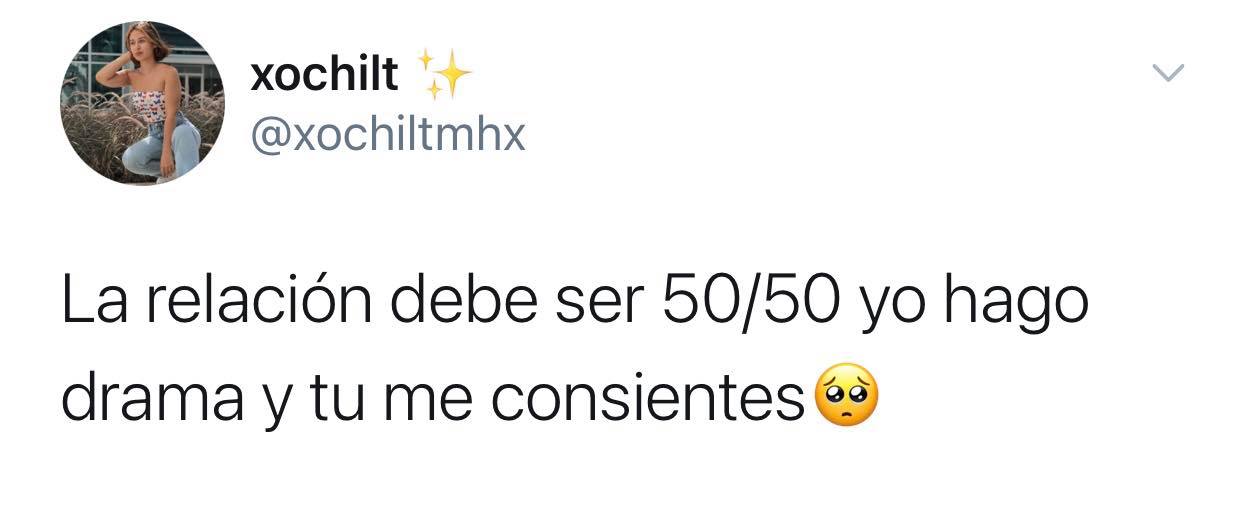 xochilt ✨
@xochiltmhx
La relación debe ser 50/50 yo hago
drama y tu me consientes🥺